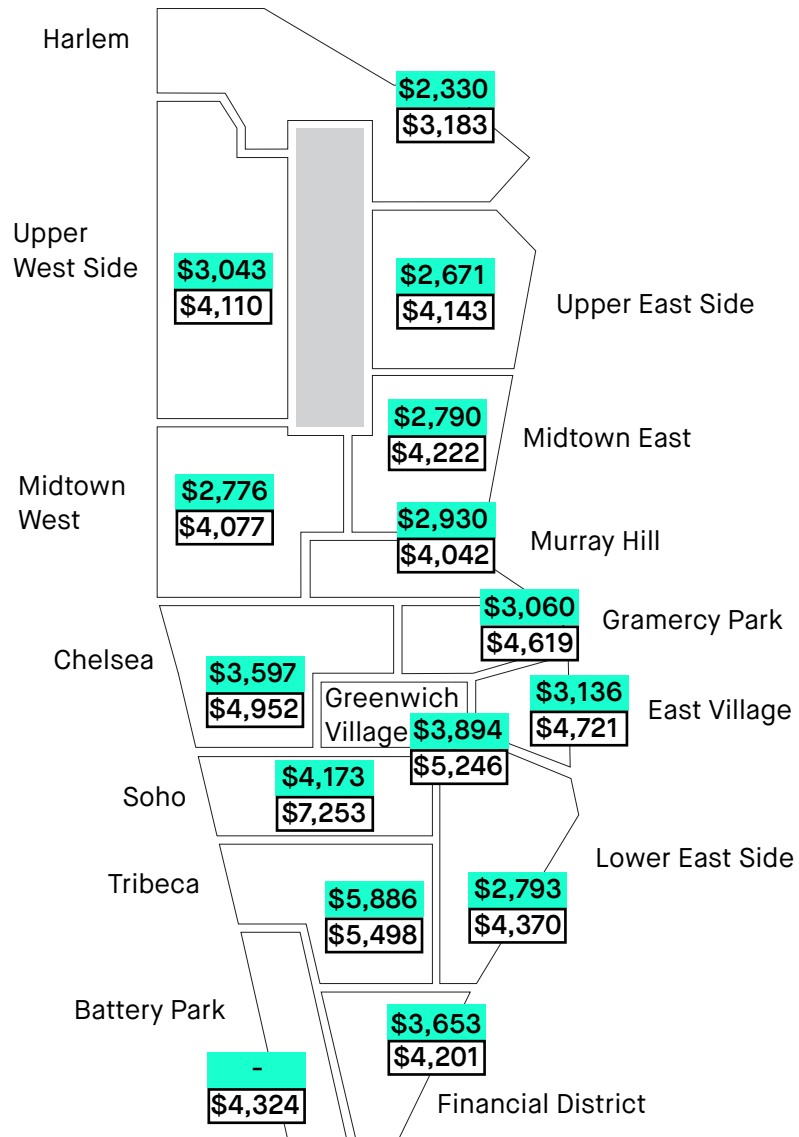 Harlem
$2,330
$3,183
Upper
West Side
$3,043
$4,110
$2,671
$4,143
Upper East Side
$2,790
$4,222
Midtown East
Midtown
West
$2,776
$4,077
$2,930
$4,042
Murray Hill
$3,060
$4,619
Gramercy Park
Chelsea
$3,597
$4,952
Greenwich
Village
$3,894
$5,246
$3,136
$4,721
East Village
Soho
$4,173
$7,253
Lower East Side
$2,793
$4,370
Tribeca
$5,886
$5,498
Battery Park
-
$4,324
$3,653
$4,201
Financial District